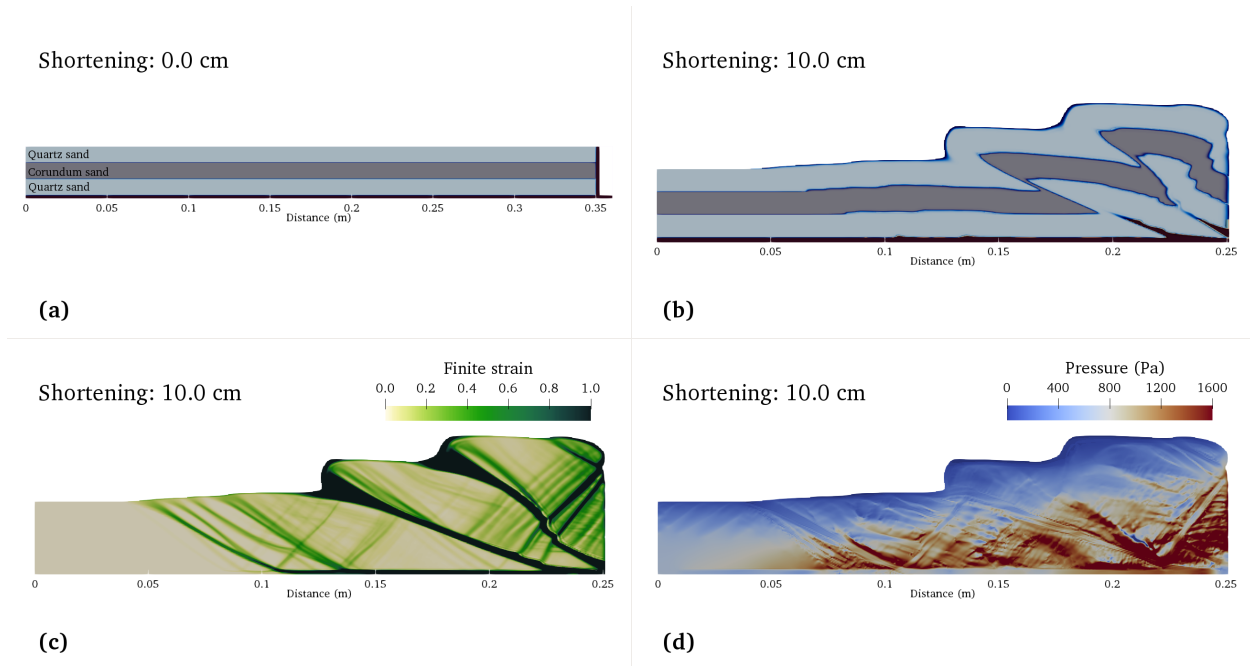 Shortening: 0.0 cm
Quartz sand
Corundum sand
Quartz sand
0 0.05 0.1 0.15 0.2 0.25 0.3 0.35
Distance (m)
(a)
Shortening: 10.0 cm
0 0.05 0.1 0.15 0.2 0.25
Distance (m)
(b)
Shortening: 10.0 cm
Finite strain
0.0 0.2 0.4 0.6 0.8 1.0
0 0.05 0.1 0.15 0.2 0.25
Distance (m)
(c)
Shortening: 10.0 cm
Pressure (Pa)
0 400 800 1200 1600
0 0.05 0.1 0.15 0.2 0.25
Distance (m)
(d)